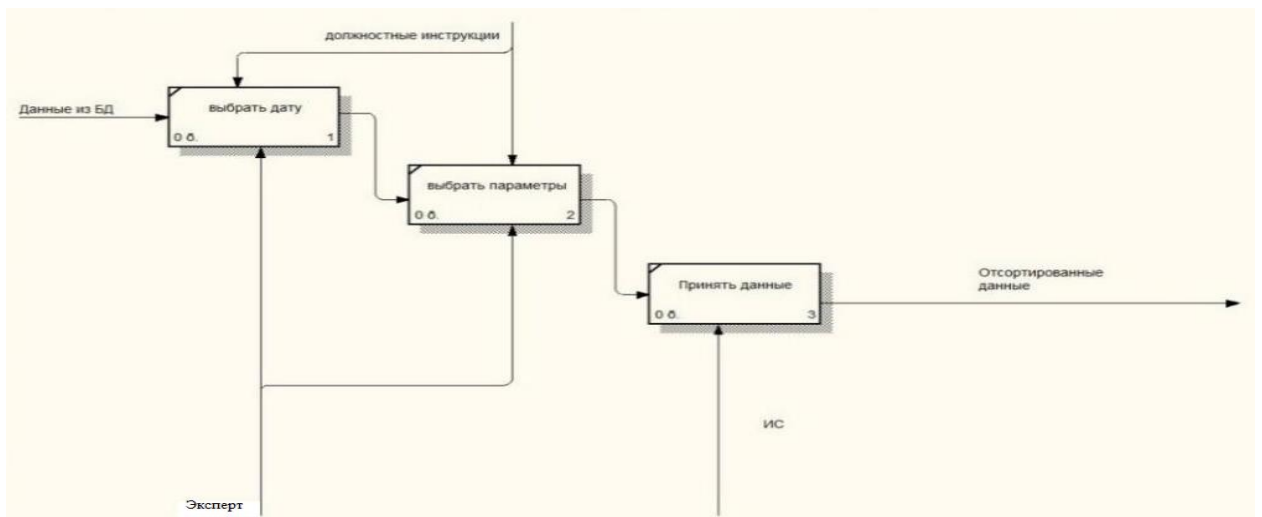 должностные инструкции
Данные из БД
выбрать дату
0 б. 1
выбрать параметры
0 б. 2
Принять данные
0 б. 3
Отсортированные
данные
ИС
Эксперт